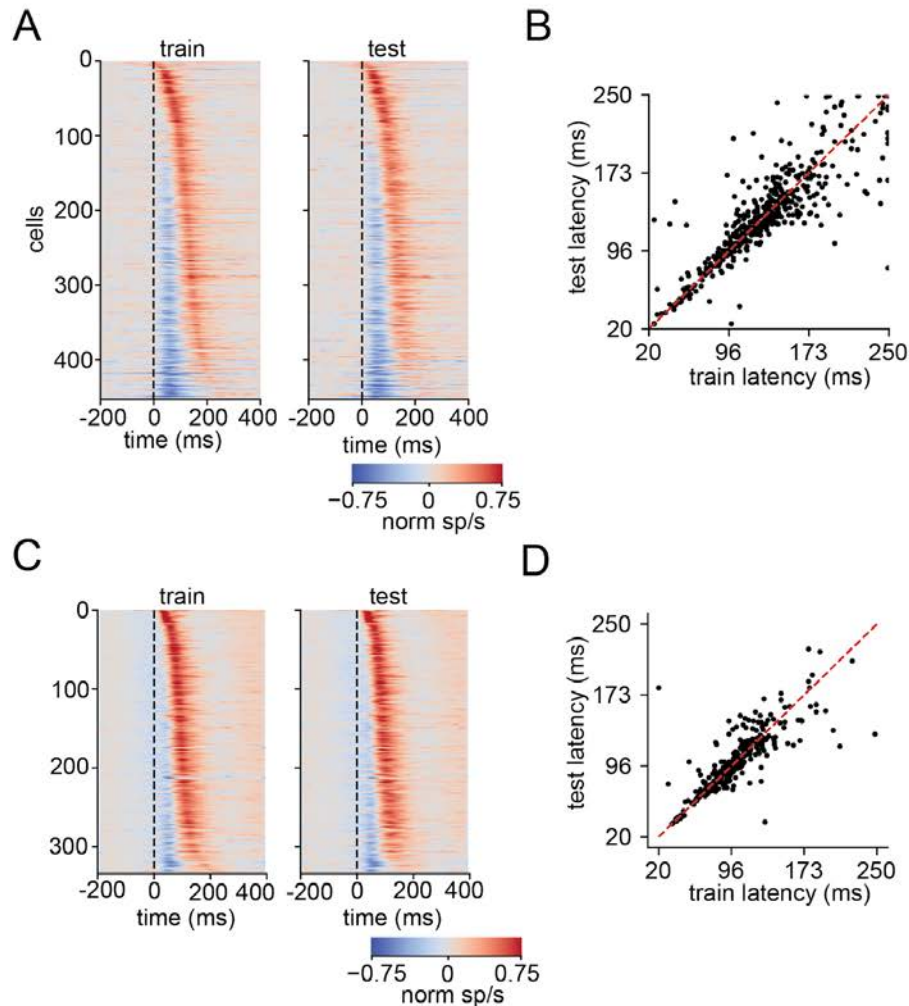 A
train
test
0
100
200
300
400
cells
-200 0 200 400
-200 0 200 400
time (ms)
time (ms)
−0.75 0 0.75
norm sp/s
B
250
173
96
20
test latency (ms)
20 96 173 250
train latency (ms)
C
train
test
0
100
200
300
-200 0 200 400
-200 0 200 400
time (ms)
time (ms)
−0.75 0 0.75
norm sp/s
D
250
173
96
20
test latency (ms)
20 96 173 250
train latency (ms)